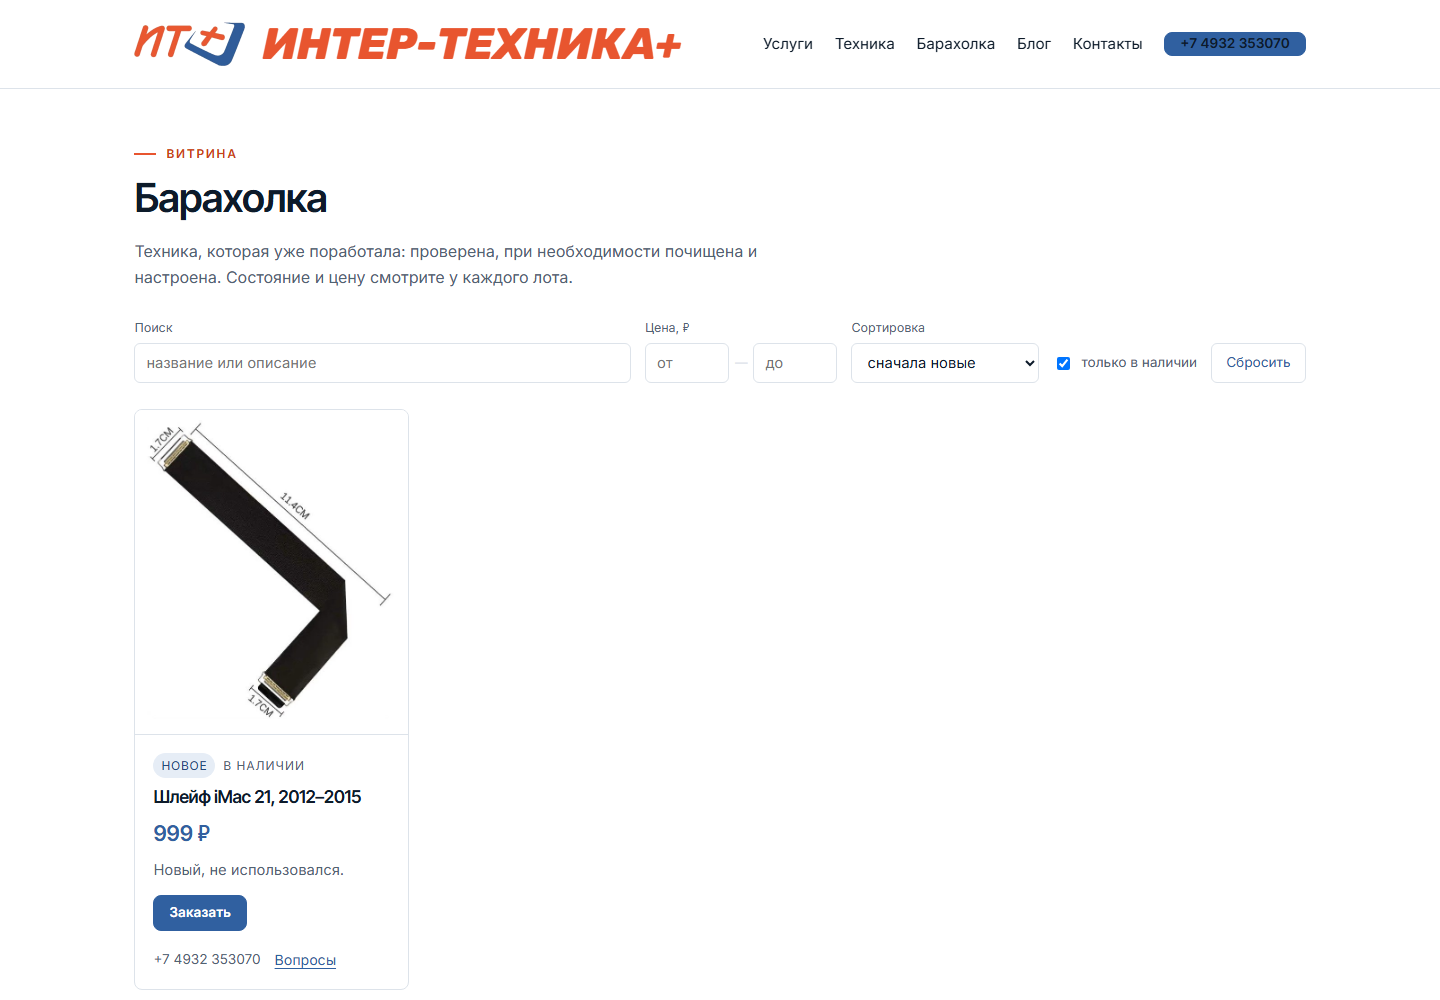 ИТ+ ИНТЕР-ТЕХНИКА+
Услуги Техника Барахолка Блог Контакты +7 4932 353070
ВИТРИНА
Барахолка
Техника, которая уже поработала: проверена, при необходимости почищена и
настроена. Состояние и цену смотрите у каждого лота.
Поиск Цена, ₽ Сортировка
название или описание от — до сначала новые только в наличии Сбросить
1.7CM
11.4CM
1.7CM
НОВОЕ В НАЛИЧИИ
Шлейф iMac 21, 2012–2015
999 ₽
Новый, не использовался.
Заказать
+7 4932 353070 Вопросы